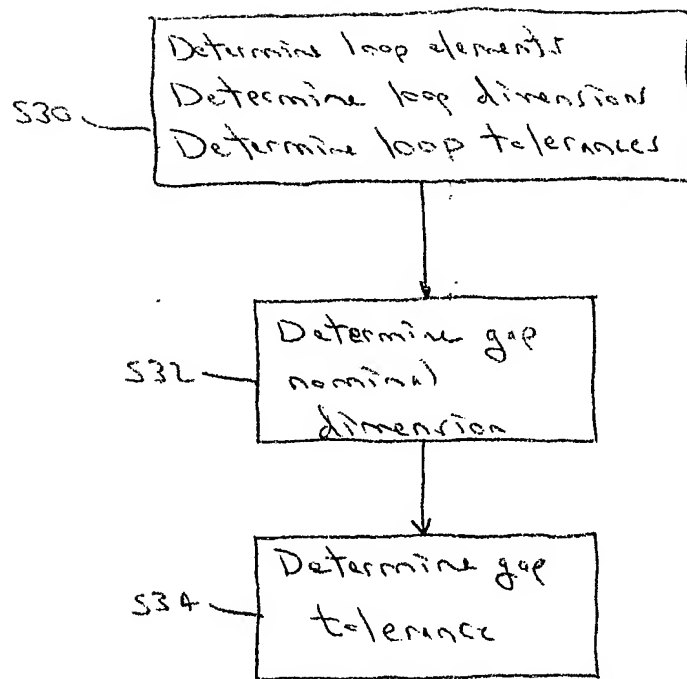 Determine loop elements
Determine loop dimensions
Determine loop tolerances
S30
Determine gap
nominal
dimension
S32
Determine gap
tolerance
S34